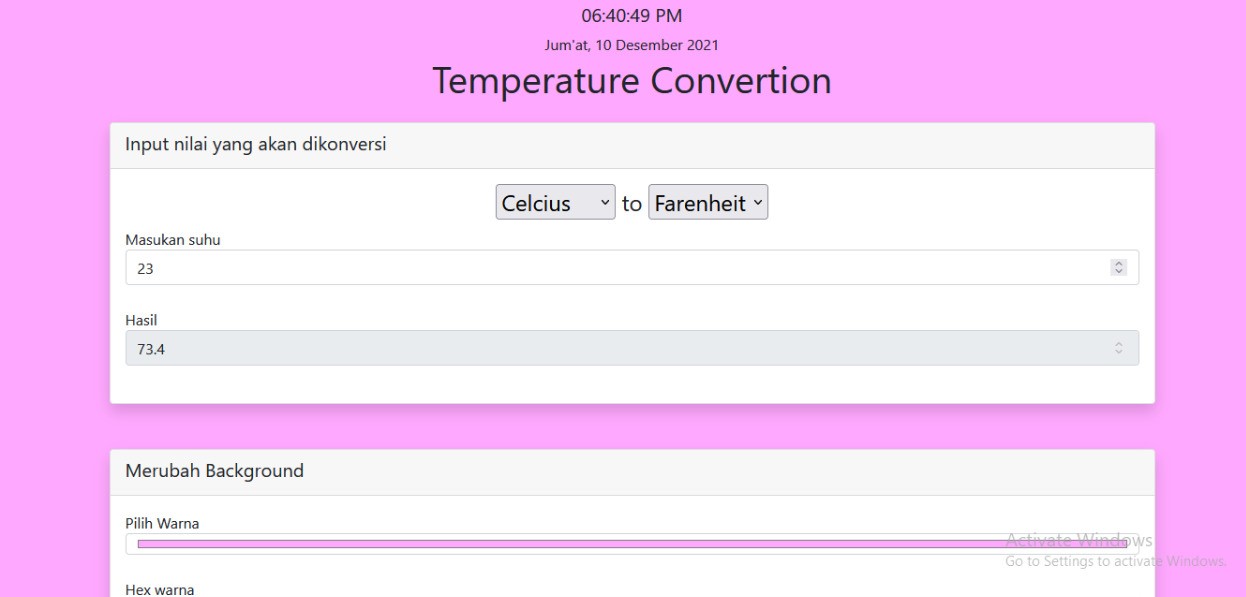 06:40:49 PM
Jum'at, 10 Desember 2021
Temperature Convertion
Input nilai yang akan dikonversi
Celcius to Farenheit
Masukan suhu
23
Hasil
73.4
Merubah Background
Pilih Warna
Activate Windows
Go to Settings to activate Windows.
Hex warna